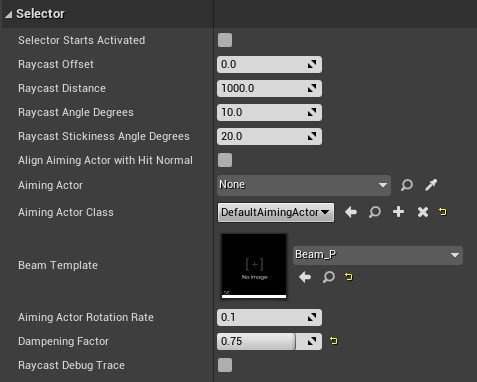 Selector
Selector Starts Activated
Raycast Offset 0.0
Raycast Distance 1000.0
Raycast Angle Degrees 10.0
Raycast Stickiness Angle Degrees 20.0
Align Aiming Actor with Hit Normal
Aiming Actor None
Aiming Actor Class DefaultAimingActor
Beam_P
Beam Template [+]
No Image
Aiming Actor Rotation Rate 0.1
Dampening Factor 0.75
Raycast Debug Trace